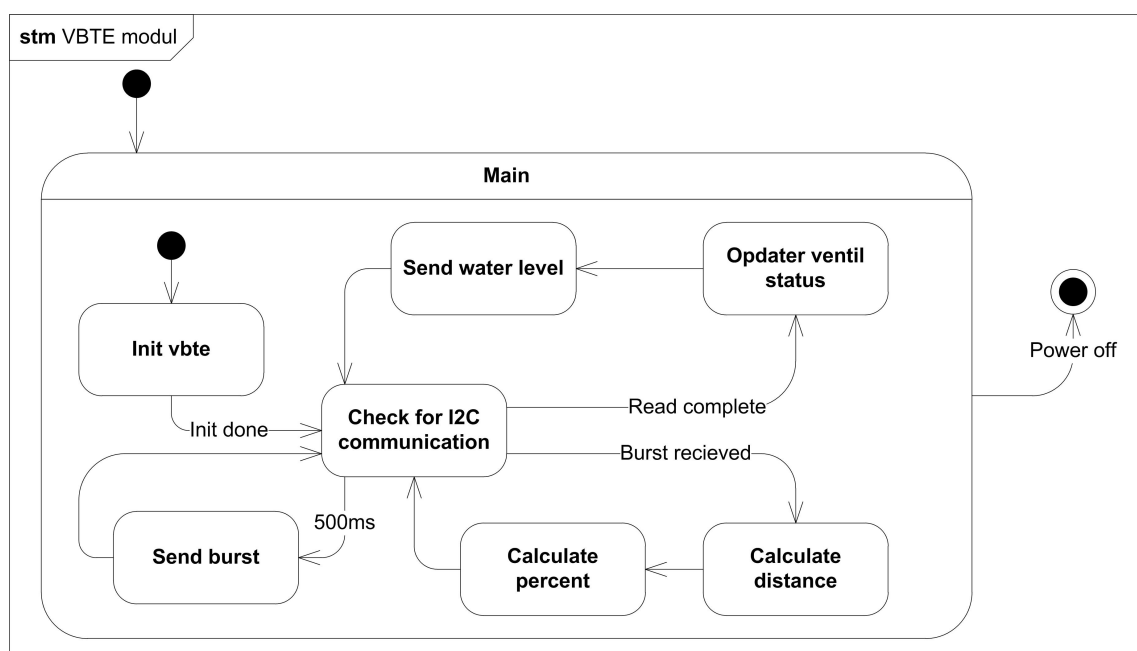 stm VBTE modul
Main
Send water level
Opdater ventil
status
Init vbte
Power off
Init done
Check for I2C
communication
Read complete
Burst recieved
500ms
Send burst
Calculate
percent
Calculate
distance